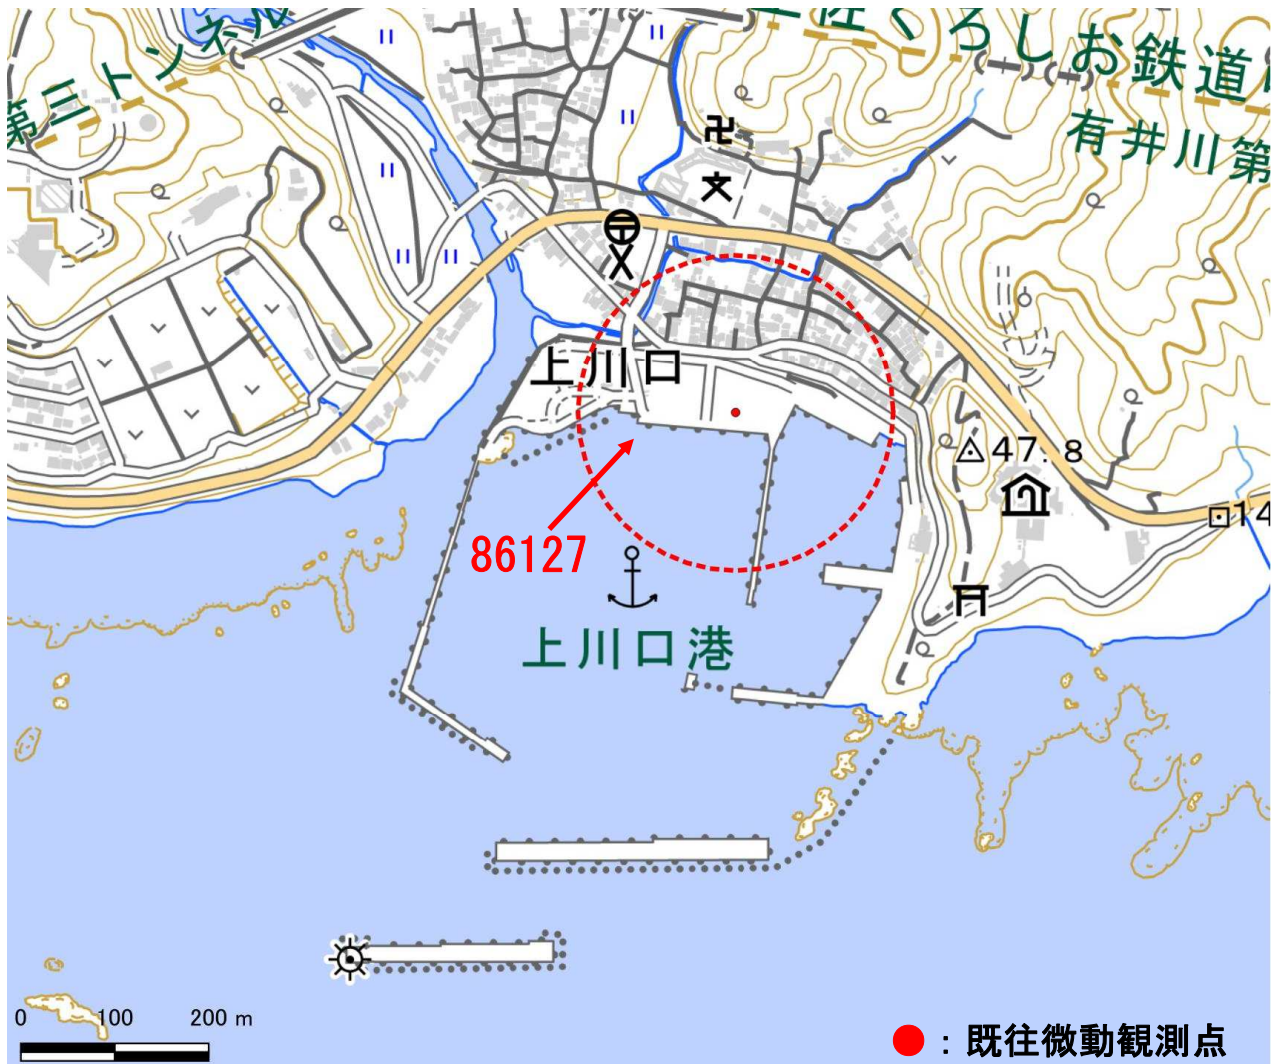 第三トンネル
土佐くろしお鉄道
有井川第
上川口
47.8
14
86127
上川口港
0 100 200 m
：既往微動観測点